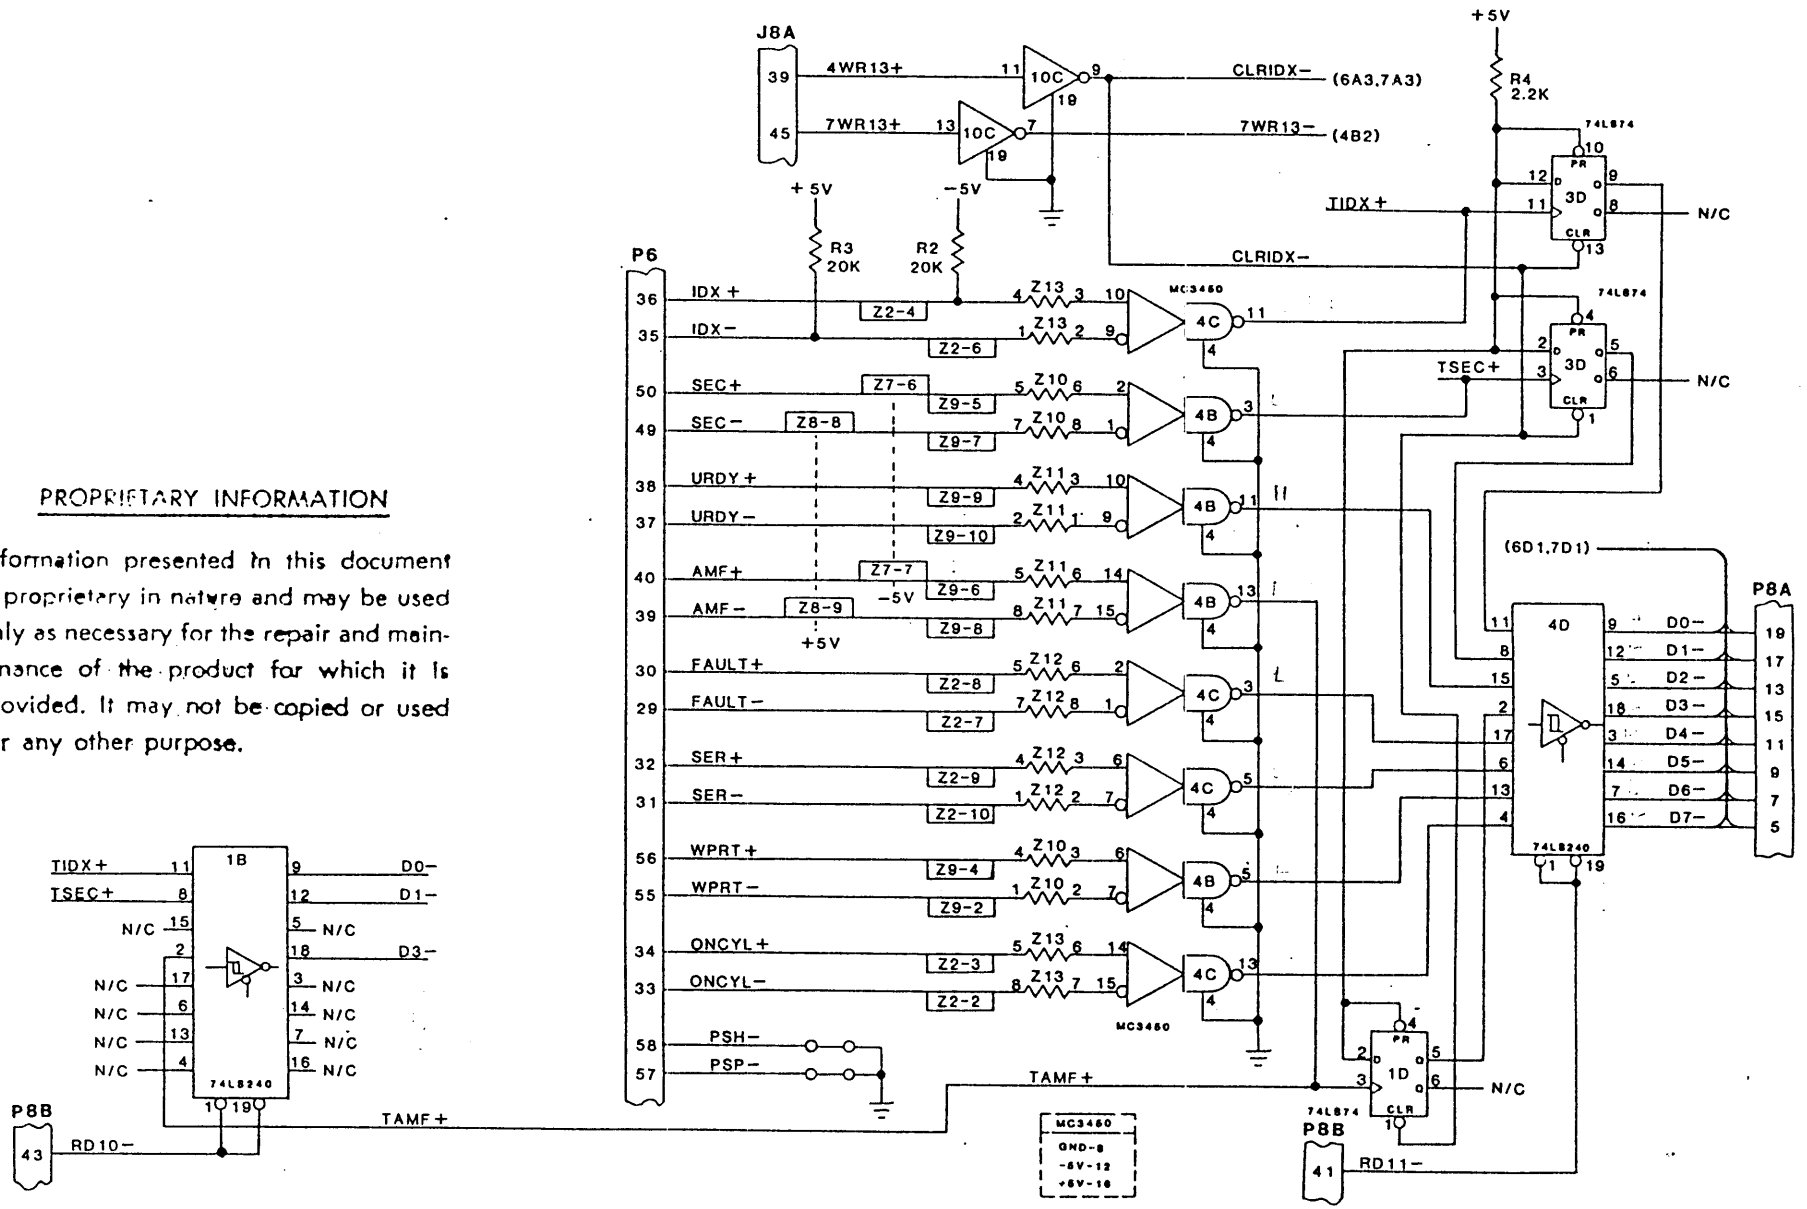 +5V
J8A
39 4WR13+ 11 10C 9 CLRIDX- (6A3,7A3)
19
R4
2.2K
45 7WR13+ 13 10C 7 7WR13- (4B2)
19
74LS74
10
PR
12 D Q 9
3D
TIDX+ 11 Q 8 N/C
CLR
13
+5V
-5V
R3
20K
R2
20K
CLRIDX-
P6
36 IDX+ Z2-4 4 Z13 3 10 MC3450 4C 11
35 IDX- Z2-6 1 Z13 2 9 4
74LS74
4
PR
2 D Q 5
3D
TSEC+ 3 Q 6 N/C
CLR
1
50 SEC+ Z7-6 Z9-5 5 Z10 6 2 4B 3
49 SEC- Z8-8 Z9-7 7 Z10 8 1 4
38 URDY+ Z9-9 4 Z11 3 10 4B 11 H
37 URDY- Z9-10 2 Z11 1 9 4
40 AMF+ Z7-7 Z9-6 5 Z11 6 14 4B 13
-5V
39 AMF- Z8-9 Z9-8 8 Z11 7 15 4
+5V
30 FAULT+ Z2-8 5 Z12 6 2 4C 3 L
29 FAULT- Z2-7 7 Z12 8 1 4
32 SER+ Z2-9 4 Z12 3 6 4C 5
31 SER- Z2-10 1 Z12 2 7 4
56 WPRT+ Z9-4 4 Z10 3 6 4B 5
55 WPRT- Z9-2 1 Z10 2 7 4
34 ONCYL+ Z2-3 5 Z13 6 14 4C 13
33 ONCYL- Z2-2 8 Z13 7 15 4
MC3450
58 PSH-
57 PSP-
(6D1,7D1)
P8A
4D
11 9 D0- 19
8 12 D1- 17
15 5 D2- 13
2 18 D3- 15
17 3 D4- 11
6 14 D5- 9
13 7 D6- 7
4 16 D7- 5
74LS240
1 19
4
PR
2 D Q 5
1D
TAMF+ 3 Q 6 N/C
CLR
74LS74 1
P8B
41 RD11-
MC3450
GND-8
-5V-12
+5V-16
PROPRIETARY INFORMATION
formation presented in this document
proprietary in nature and may be used
nly as necessary for the repair and main-
nance of the product for which it is
ovided. It may not be copied or used
r any other purpose.
1B
TIDX+ 11 9 D0-
TSEC+ 8 12 D1-
N/C 15 5 N/C
2 18 D3-
N/C 17 3 N/C
N/C 6 14 N/C
N/C 13 7 N/C
N/C 4 16 N/C
74LS240
1 19
P8B
TAMF+
43 RD10-